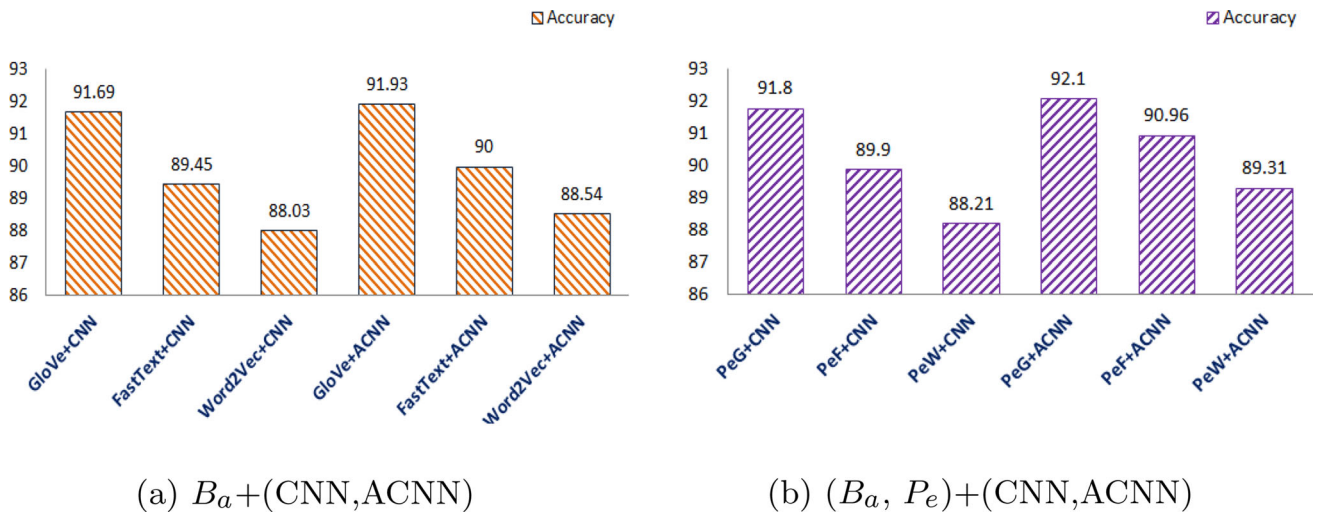 Accuracy
93
92
91
90
89
88
87
86
91.69
89.45
88.03
91.93
90
88.54
GloVe+CNN
FastText+CNN
Word2Vec+CNN
GloVe+ACNN
FastText+ACNN
Word2Vec+ACNN
(a) Ba+(CNN,ACNN)
Accuracy
93
92
91
90
89
88
87
86
91.8
89.9
88.21
92.1
90.96
89.31
PeG+CNN
PeF+CNN
PeW+CNN
PeG+ACNN
PeF+ACNN
PeW+ACNN
(b) (Ba, Pe)+(CNN,ACNN)